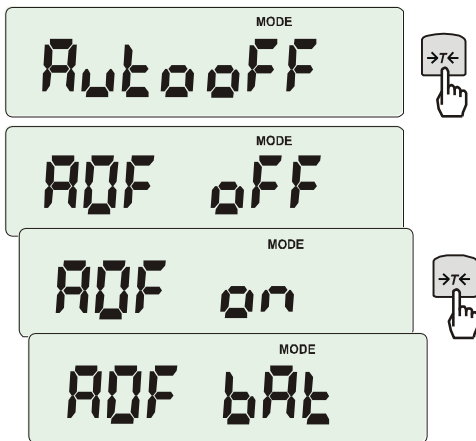 MODE
AutooFF
→T←
MODE
AOF oFF
MODE
AOF on
→T←
MODE
AOF bAt